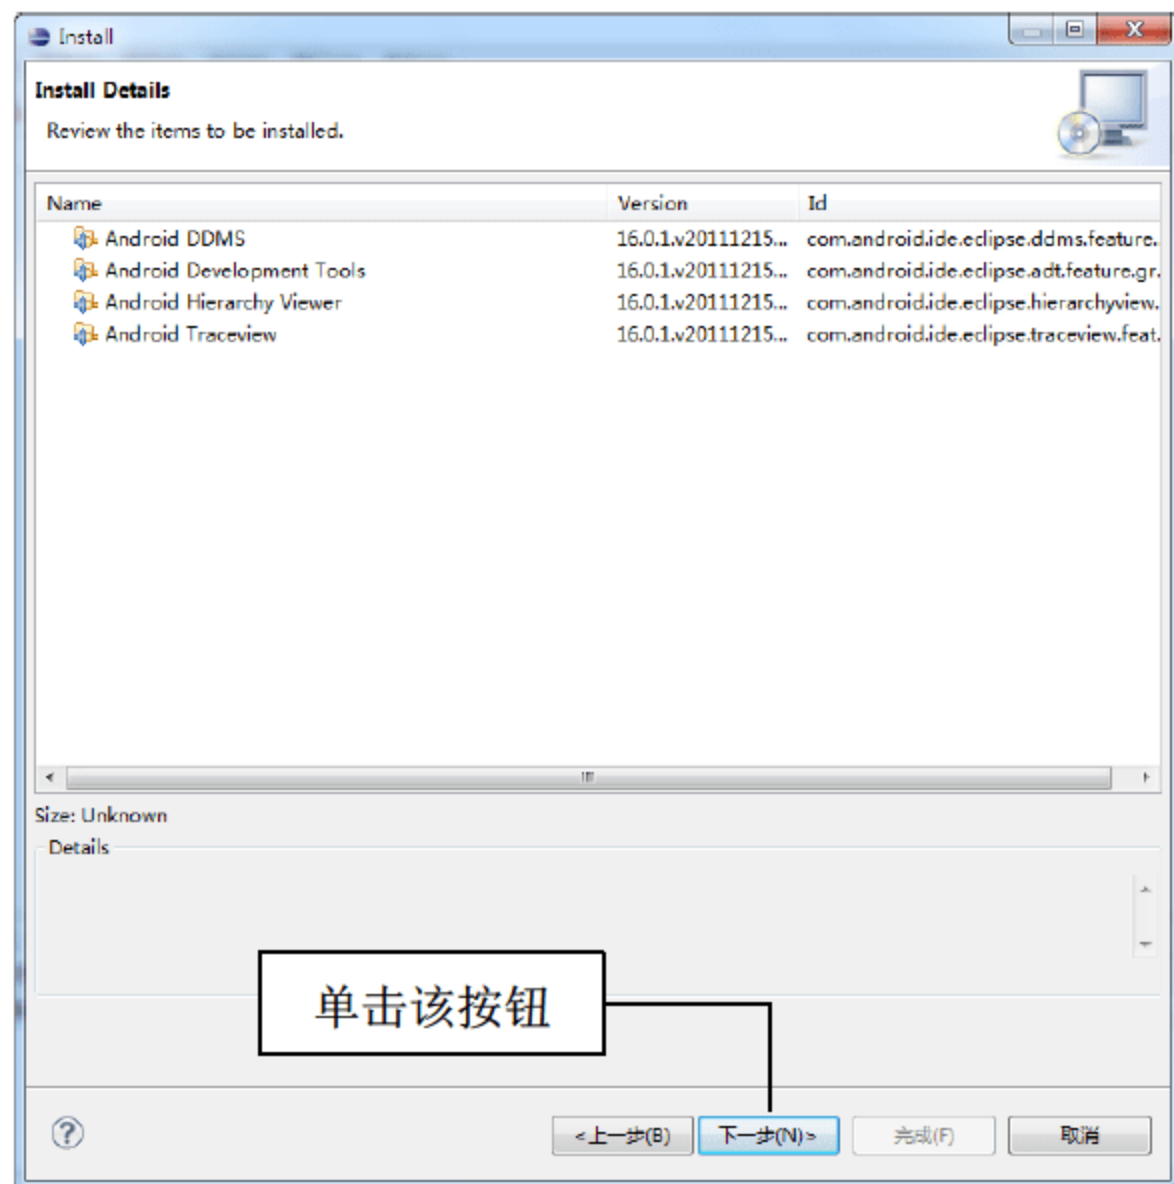 Install
Install Details
Review the items to be installed.
Name Version Id
Android DDMS 16.0.1.v20111215... com.android.ide.eclipse.ddms.feature.
Android Development Tools 16.0.1.v20111215... com.android.ide.eclipse.adt.feature.gr.
Android Hierarchy Viewer 16.0.1.v20111215... com.android.ide.eclipse.hierarchyview.
Android Traceview 16.0.1.v20111215... com.android.ide.eclipse.traceview.feat.
Size: Unknown
Details
单击该按钮
<上一步(B) 下一步(N)> 完成(F) 取消